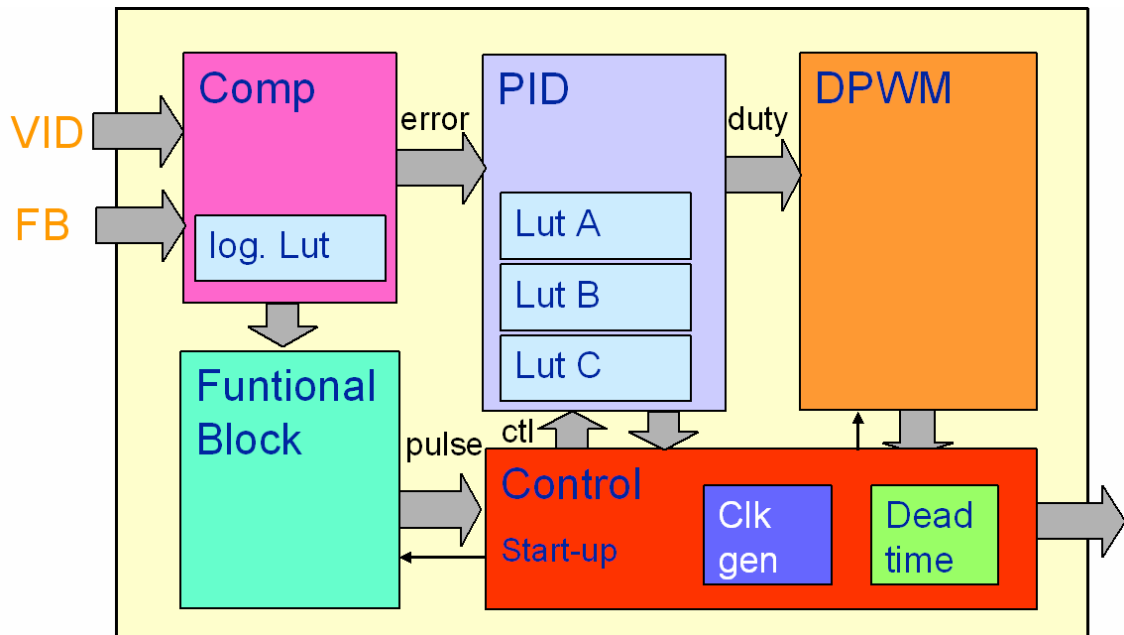 VID
FB
Comp
log. Lut
error
PID
Lut A
Lut B
Lut C
duty
DPWM
Funtional
Block
pulse
ctl
Control
Start-up
Clk
gen
Dead
time